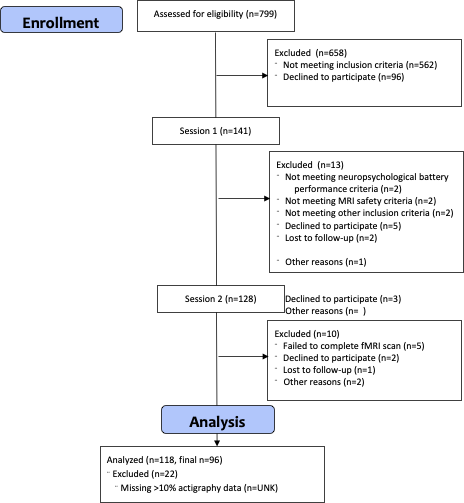 Enrollment
Assessed for eligibility (n=799)
Excluded (n=658)
- Not meeting inclusion criteria (n=562)
- Declined to participate (n=96)
Session 1 (n=141)
Excluded (n=13)
- Not meeting neuropsychological battery
performance criteria (n=2)
- Not meeting MRI safety criteria (n=2)
- Not meeting other inclusion criteria (n=2)
- Declined to participate (n=5)
- Lost to follow-up (n=2)
- Other reasons (n=1)
Session 2 (n=128)
Declined to participate (n=3)
Other reasons (n= )
Excluded (n=10)
- Failed to complete fMRI scan (n=5)
- Declined to participate (n=2)
- Lost to follow-up (n=1)
- Other reasons (n=2)
Analysis
Analyzed (n=118, final n=96)
- Excluded (n=22)
- Missing >10% actigraphy data (n=UNK)